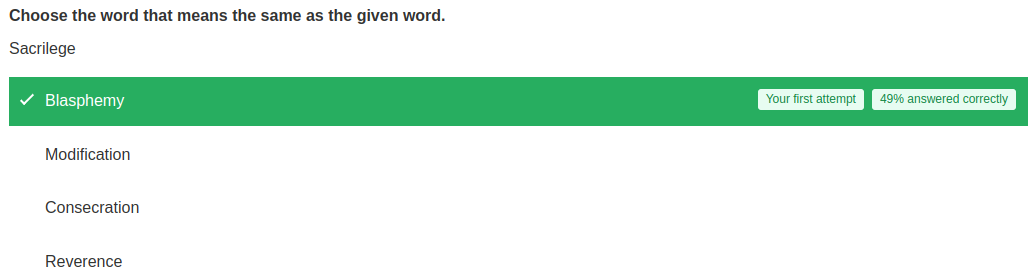 Choose the word that means the same as the given word.
Sacrilege
Blasphemy Your first attempt 49% answered correctly
Modification
Consecration
Reverence